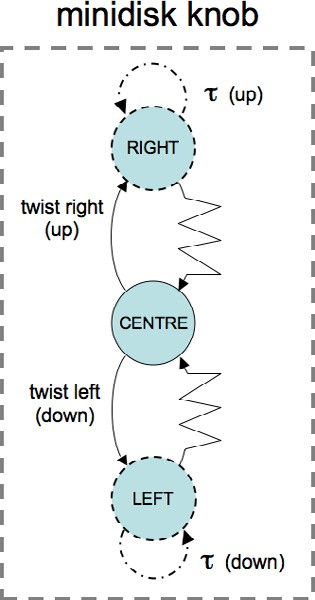 minidisk knob
τ (up)
RIGHT
twist right
(up)
CENTRE
twist left
(down)
LEFT
τ (down)